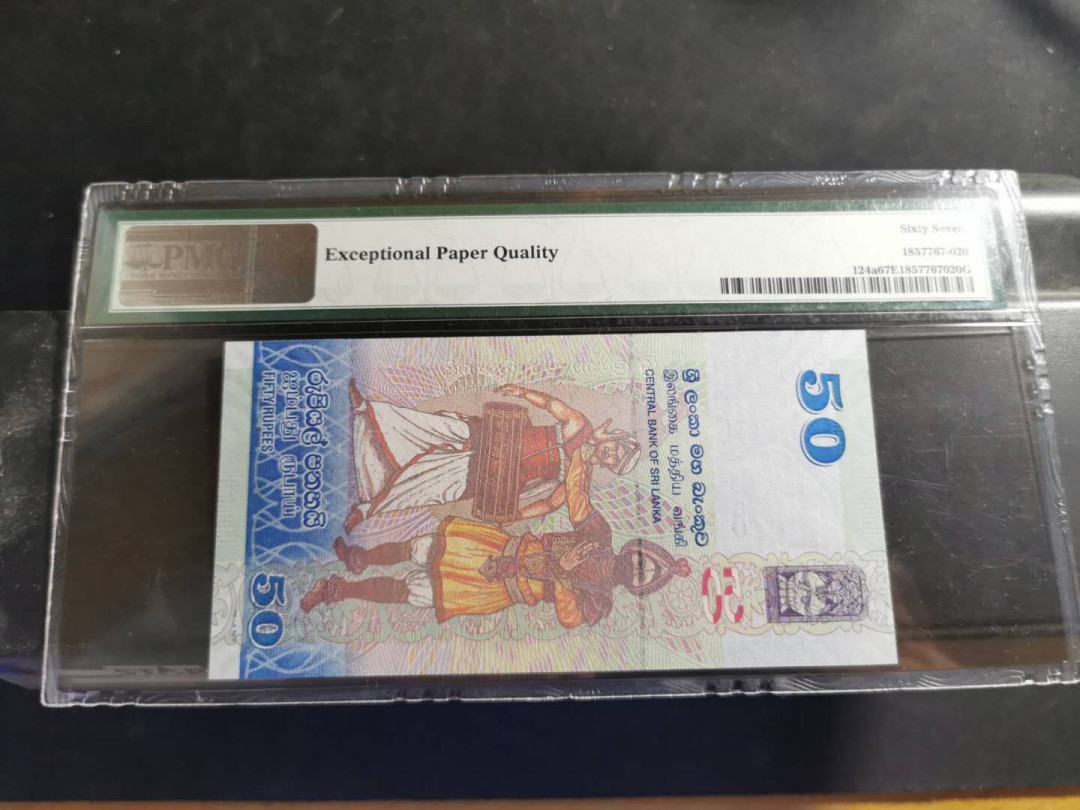 PMG
Exceptional Paper Quality
Sixty Seven
1857767-020
124a67E1857767020G
50
ශ්‍රී ලංකා මහ බැංකුව
இலங்கை மத்திய வங்கி
CENTRAL BANK OF SRI LANKA
රුපියල් පනහයි
ஐம்பது ரூபாய்
FIFTY RUPEES
50